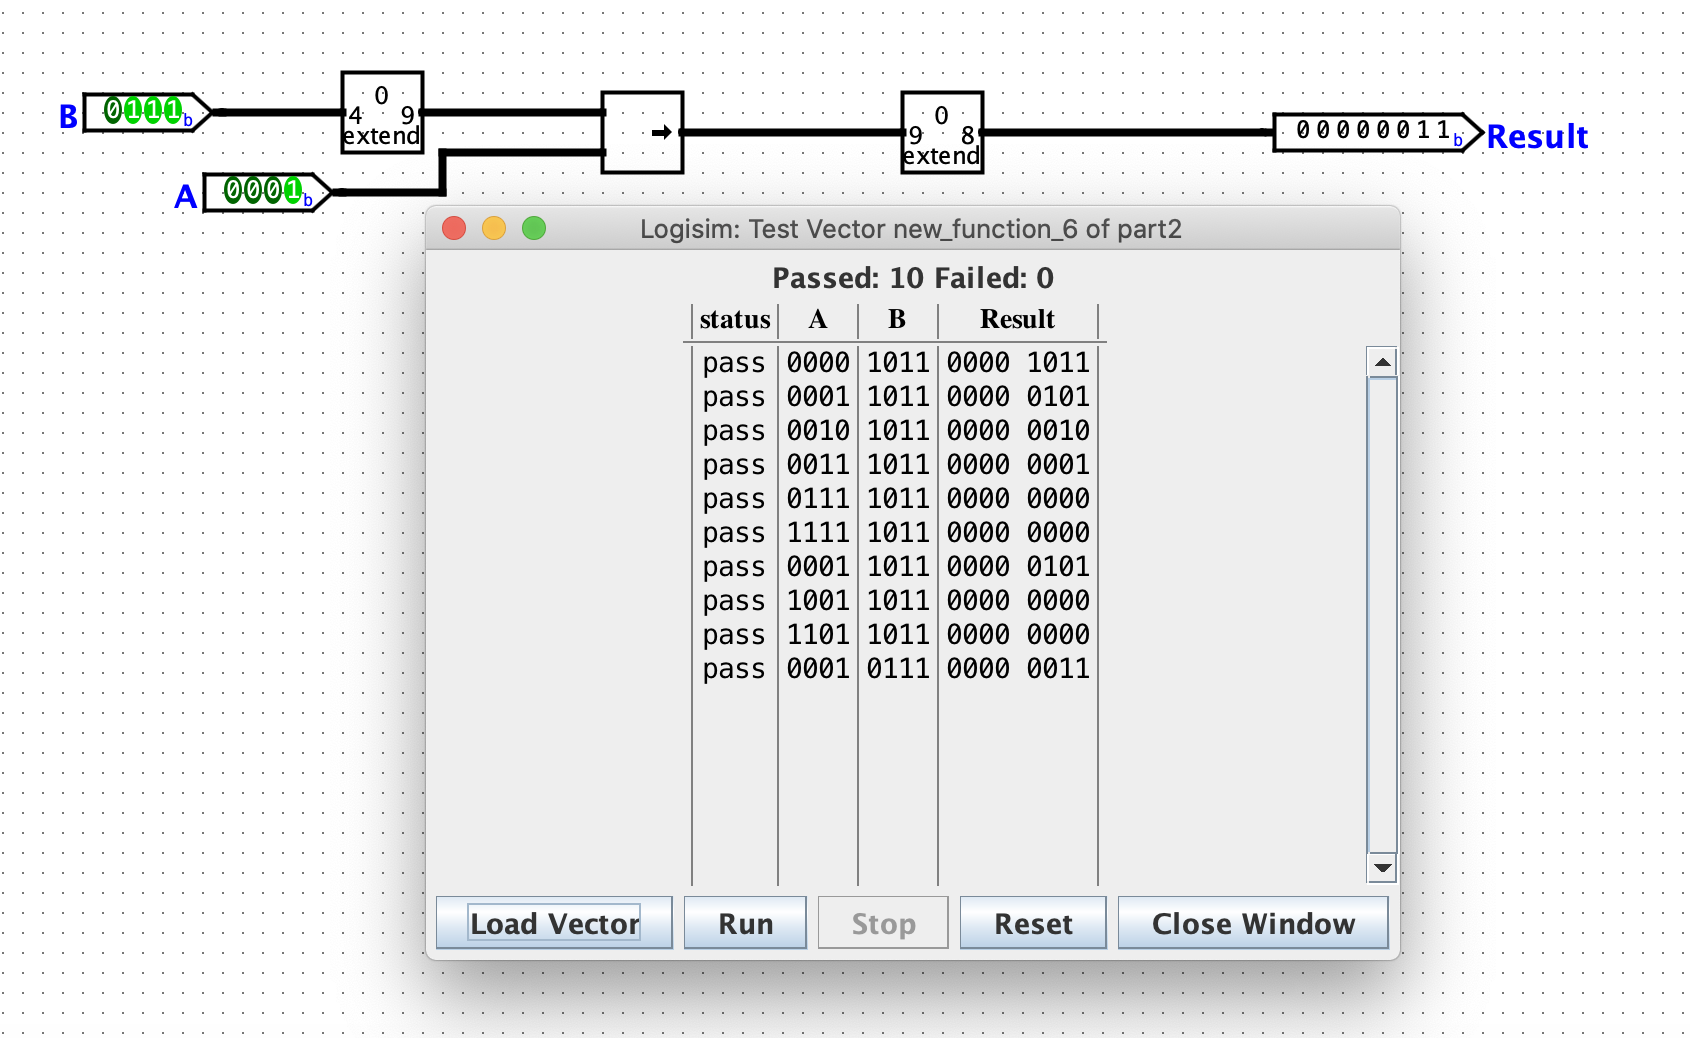 B 0111b
0
4 9
extend
A 0001b
→
0
9 8
extend
00000011b Result
Logisim: Test Vector new_function_6 of part2
Passed: 10 Failed: 0
status A B Result
pass 0000 1011 0000 1011
pass 0001 1011 0000 0101
pass 0010 1011 0000 0010
pass 0011 1011 0000 0001
pass 0111 1011 0000 0000
pass 1111 1011 0000 0000
pass 0001 1011 0000 0101
pass 1001 1011 0000 0000
pass 1101 1011 0000 0000
pass 0001 0111 0000 0011
Load Vector Run Stop Reset Close Window